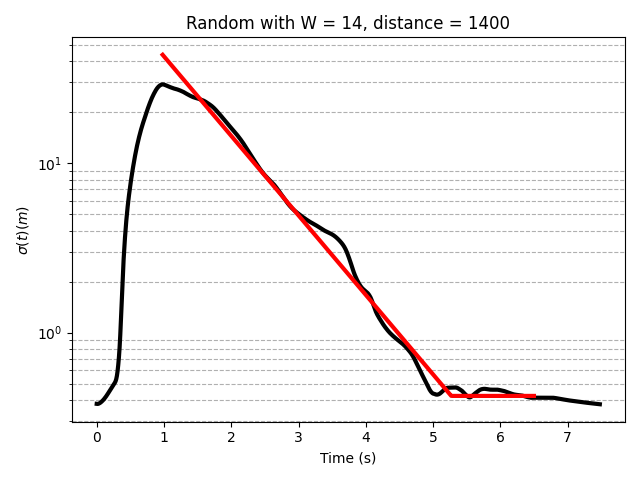 Random with W = 14, distance = 1400
σ(t)(m)
10¹
10⁰
0 1 2 3 4 5 6 7
Time (s)